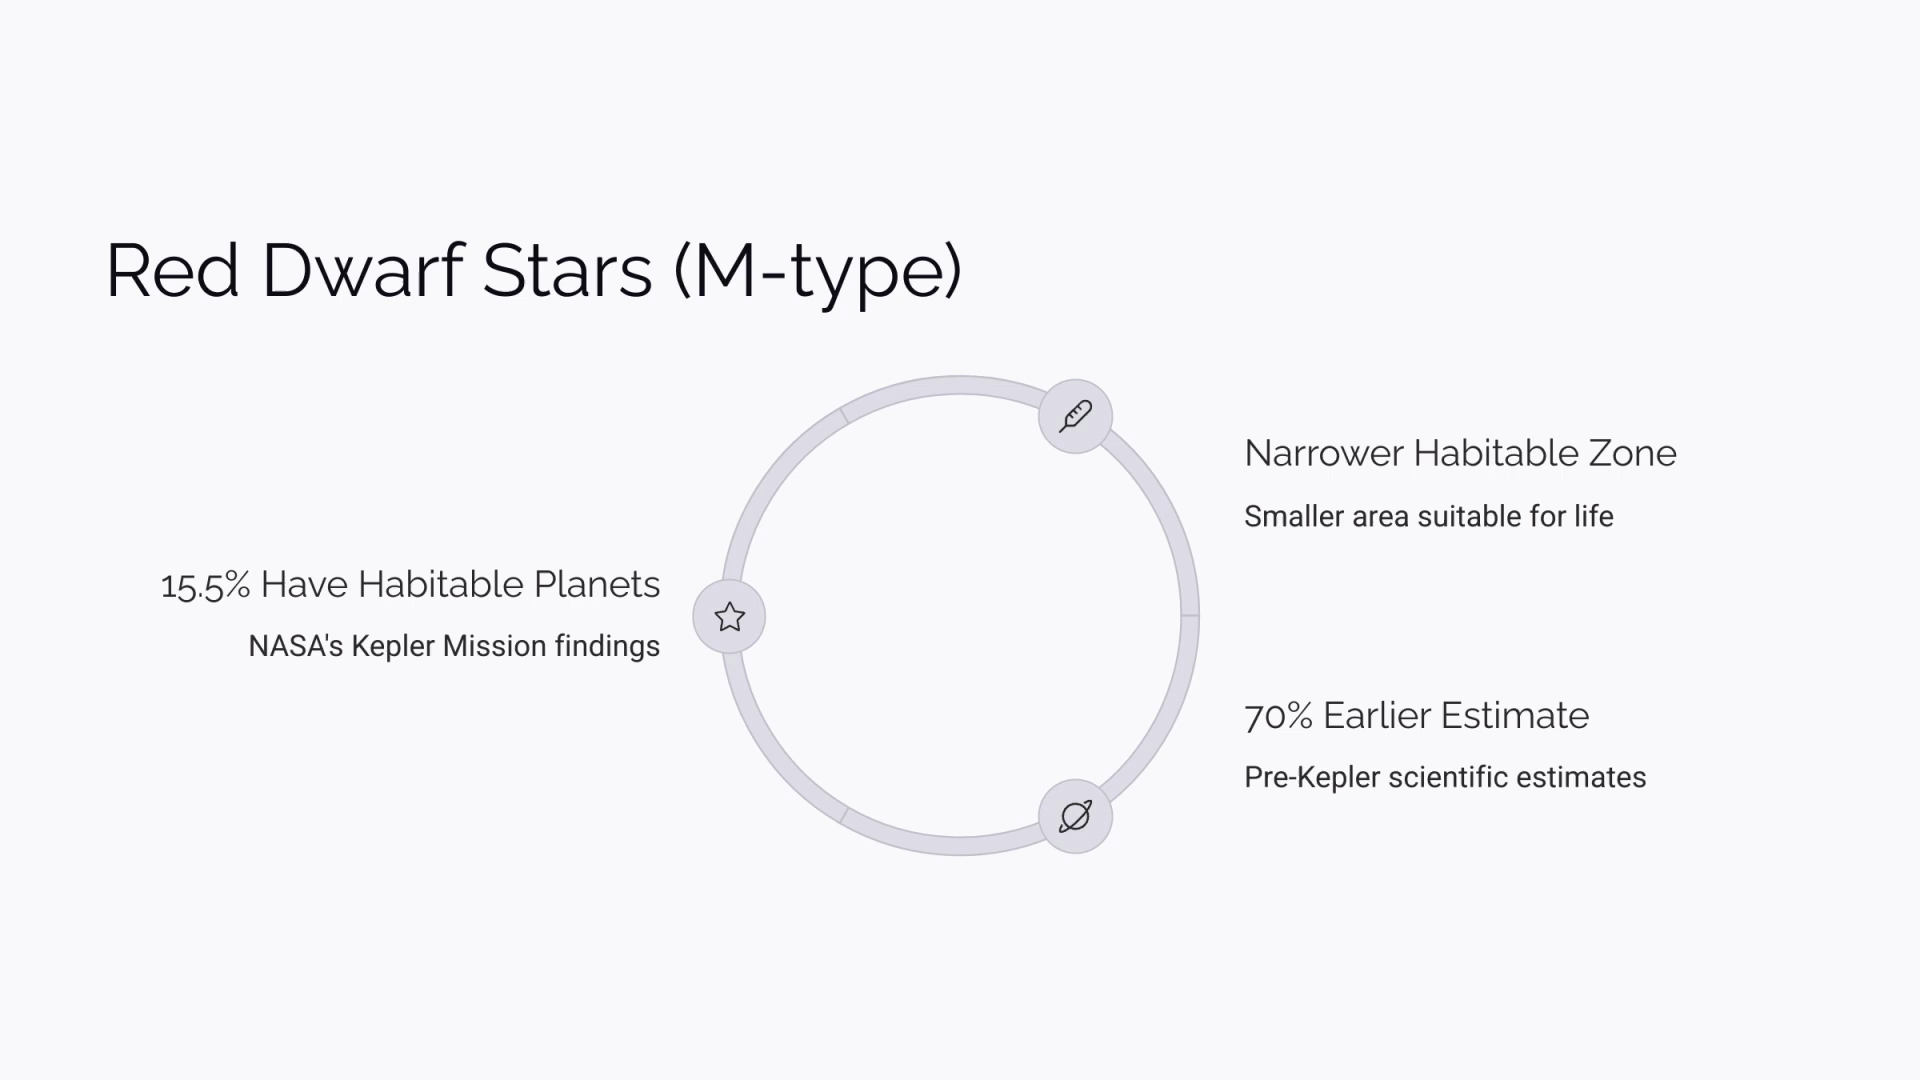 Red Dwarf Stars (M-type)
Narrower Habitable Zone
Smaller area suitable for life
15.5% Have Habitable Planets
NASA's Kepler Mission findings
70% Earlier Estimate
Pre-Kepler scientific estimates